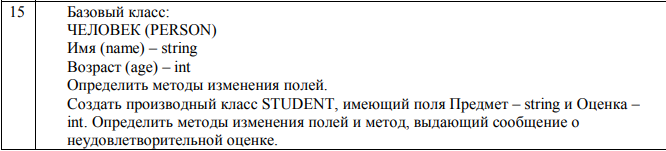 15
Базовый класс:
ЧЕЛОВЕК (PERSON)
Имя (name) – string
Возраст (age) – int
Определить методы изменения полей.
Создать производный класс STUDENT, имеющий поля Предмет – string и Оценка –
int. Определить методы изменения полей и метод, выдающий сообщение о
неудовлетворительной оценке.